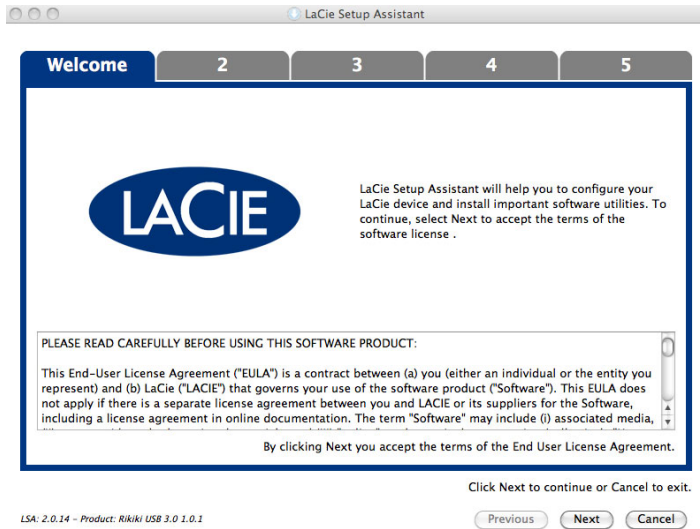 LaCie Setup Assistant
Welcome 2 3 4 5
LACIE
LaCie Setup Assistant will help you to configure your
LaCie device and install important software utilities. To
continue, select Next to accept the terms of the
software license .
PLEASE READ CAREFULLY BEFORE USING THIS SOFTWARE PRODUCT:
This End-User License Agreement ("EULA") is a contract between (a) you (either an individual or the entity you
represent) and (b) LaCie ("LACIE") that governs your use of the software product ("Software"). This EULA does
not apply if there is a separate license agreement between you and LACIE or its suppliers for the Software,
including a license agreement in online documentation. The term "Software" may include (i) associated media,
By clicking Next you accept the terms of the End User License Agreement.
Click Next to continue or Cancel to exit.
LSA: 2.0.14 – Product: Rikiki USB 3.0 1.0.1
Previous Next Cancel